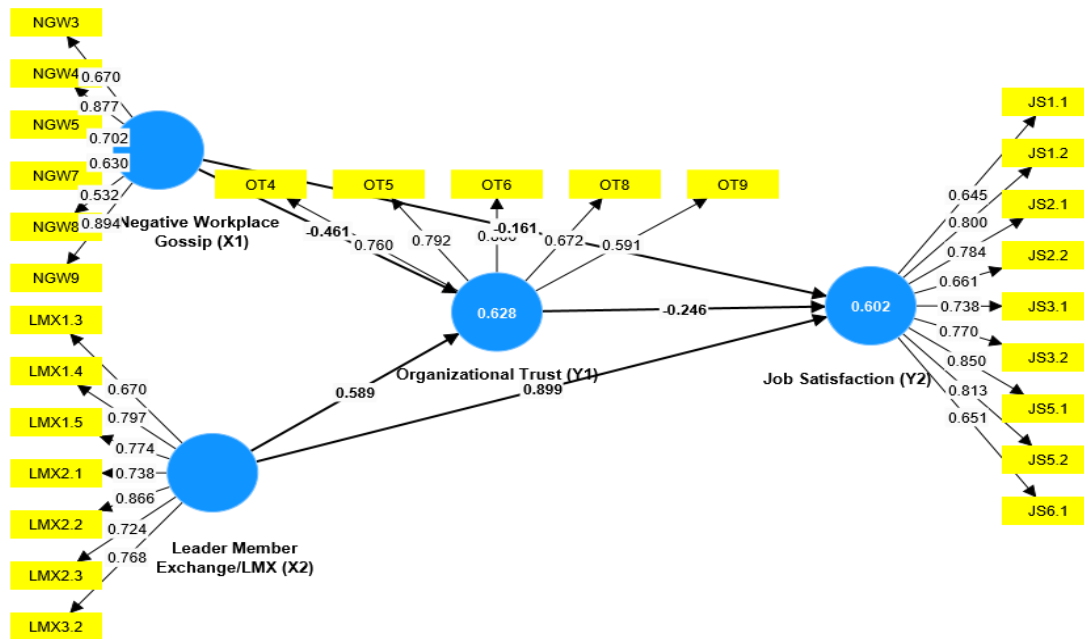 NGW3
NGW4
NGW5
NGW7
NGW8
NGW9
0.670
0.877
0.702
0.630
0.532
0.894
Negative Workplace
Gossip (X1)
LMX1.3
LMX1.4
LMX1.5
LMX2.1
LMX2.2
LMX2.3
LMX3.2
0.670
0.797
0.774
0.738
0.866
0.724
0.768
Leader Member
Exchange/LMX (X2)
OT4
OT5
OT6
OT8
OT9
0.760
0.792
0.672
0.591
-0.461
-0.161
0.628
Organizational Trust (Y1)
0.589
-0.246
0.899
0.602
Job Satisfaction (Y2)
JS1.1
JS1.2
JS2.1
JS2.2
JS3.1
JS3.2
JS5.1
JS5.2
JS6.1
0.645
0.800
0.784
0.661
0.738
0.770
0.850
0.813
0.651